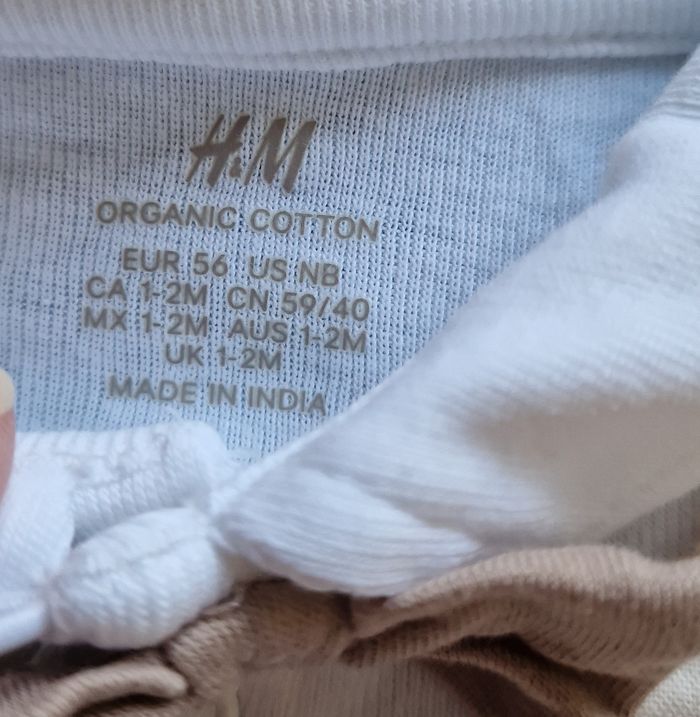 H&M
ORGANIC COTTON
EUR 56 US NB
CA 1-2M CN 59/40
MX 1-2M AUS 1-2M
UK 1-2M
MADE IN INDIA